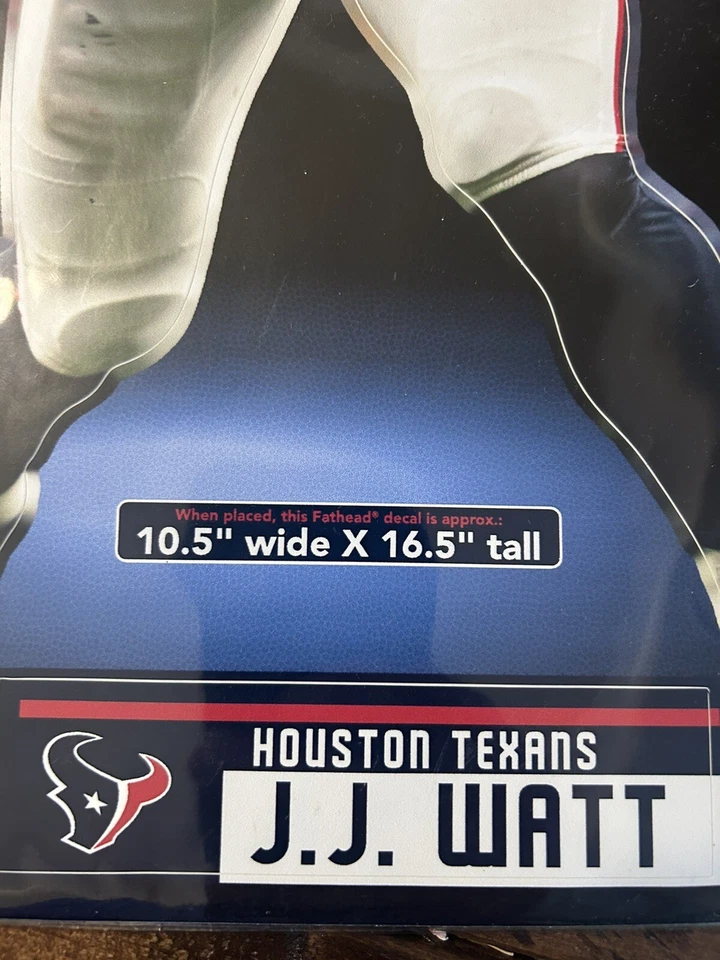 When placed, this Fathead® decal is approx.:
10.5" wide X 16.5" tall
HOUSTON TEXANS
J.J. WATT